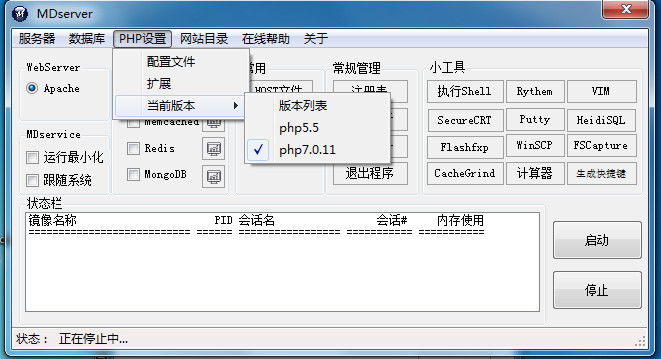 MDserver
服务器 数据库 PHP设置 网站目录 在线帮助 关于
配置文件
扩展
当前版本
版本列表
php5.5
php7.0.11
WebServer
Apache
MDservice
运行最小化
跟随系统
Memcached
Redis
MongoDB
常用
HOST文件
常规管理
注册表
退出程序
小工具
执行Shell Rythem VIM
SecureCRT Putty HeidiSQL
Flashfxp WinSCP FSCapture
CacheGrind 计算器 生成快捷键
状态栏
镜像名称 PID 会话名 会话# 内存使用
========================= ====== ================ =========== ===========
启动
停止
状态： 正在停止中...